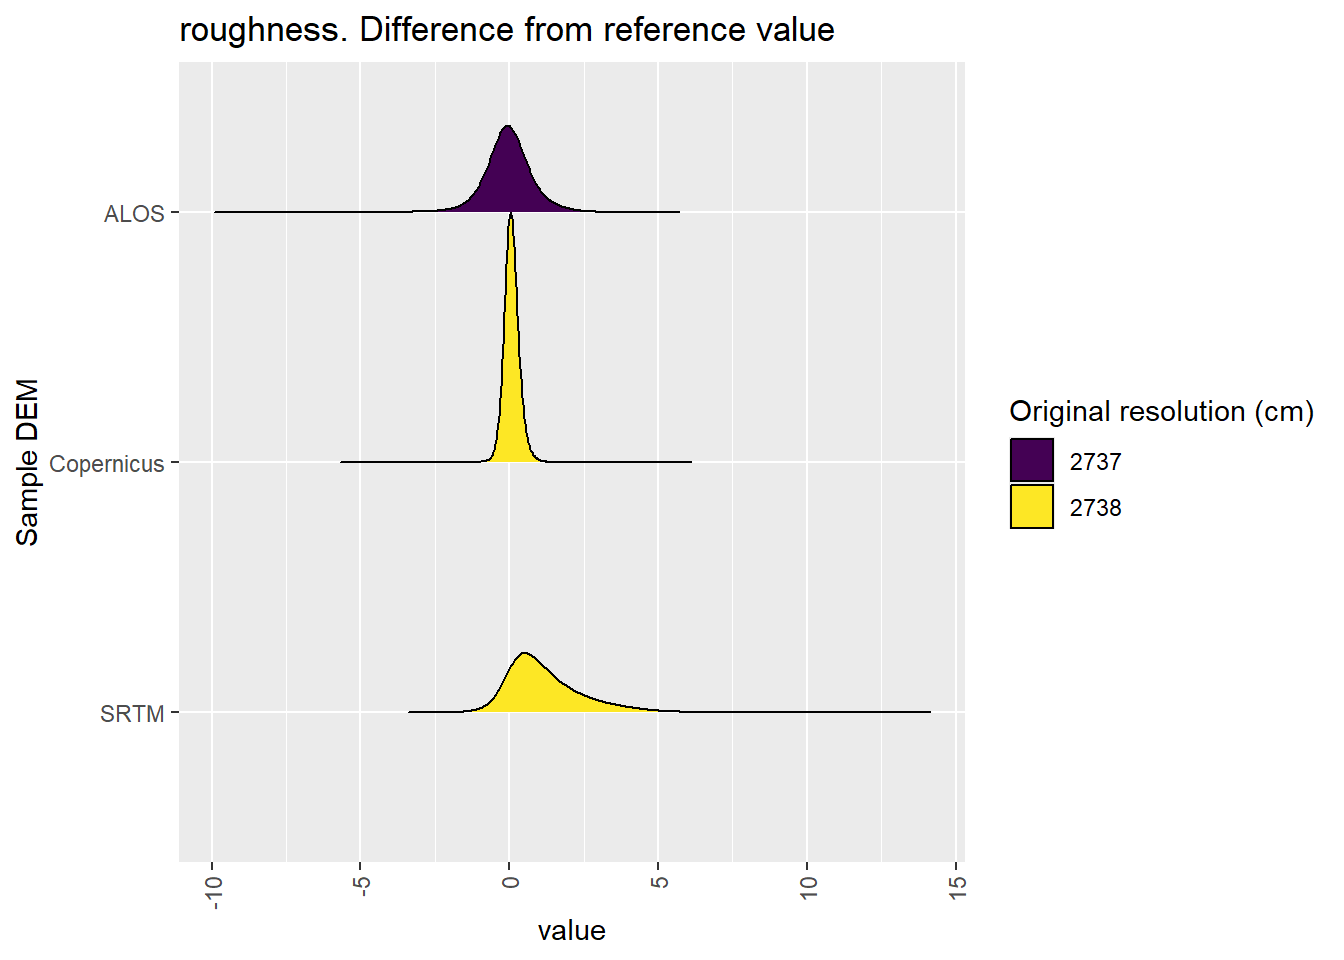 roughness. Difference from reference value
Sample DEM
ALOS
Copernicus
SRTM
-10
-5
0
5
10
15
value
Original resolution (cm)
2737
2738